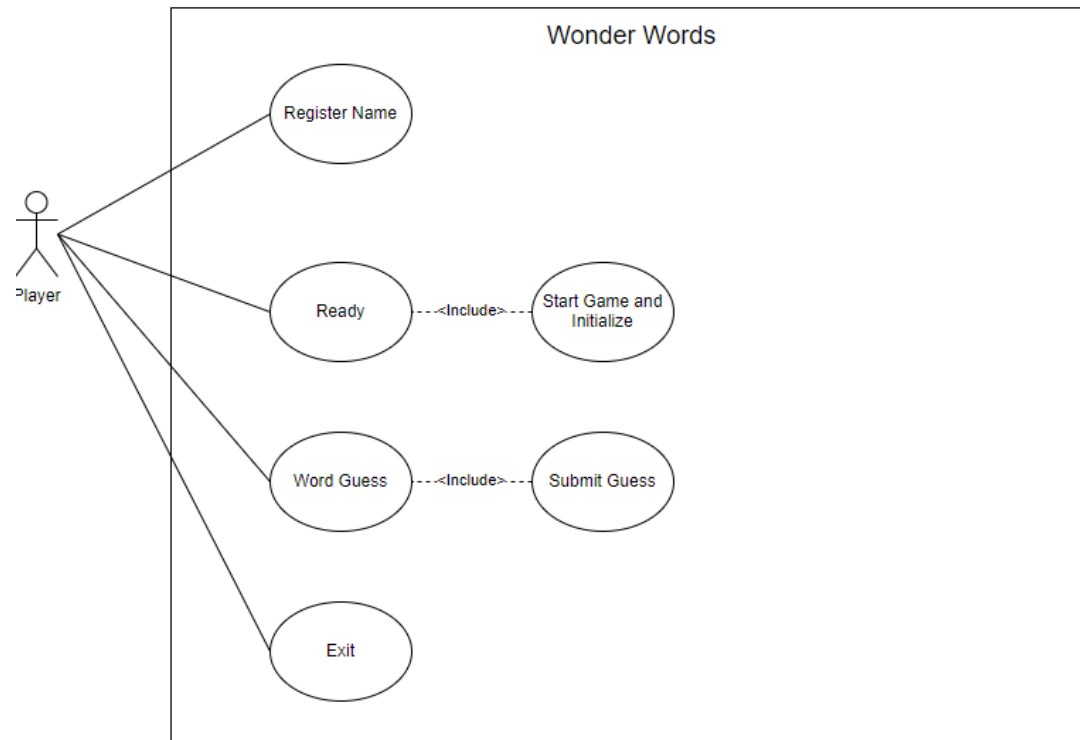 Wonder Words
Register Name
Player
Ready
<Include>
Start Game and
Initialize
Word Guess
<Include>
Submit Guess
Exit